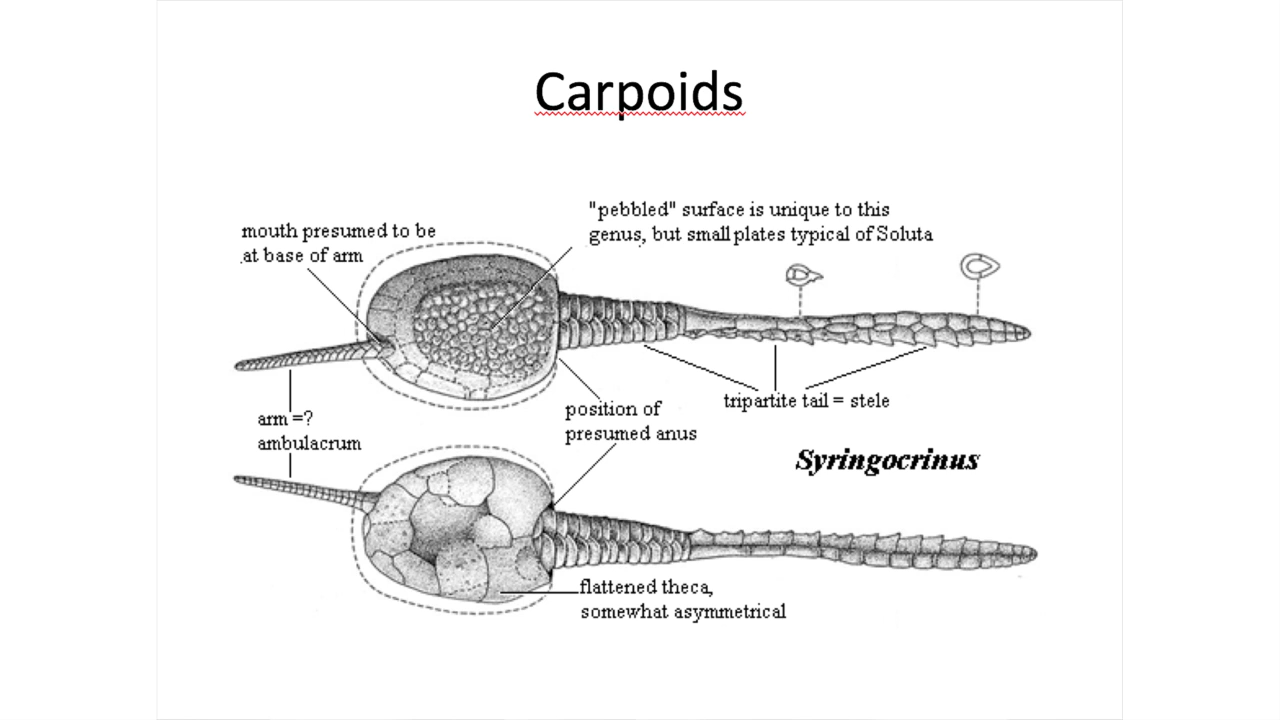 Carpoids
"pebbled" surface is unique to this
genus, but small plates typical of Soluta
mouth presumed to be
at base of arm
tripartite tail = stele
position of
presumed anus
arm =?
ambulacrum
Syringocrinus
flattened theca,
somewhat asymmetrical